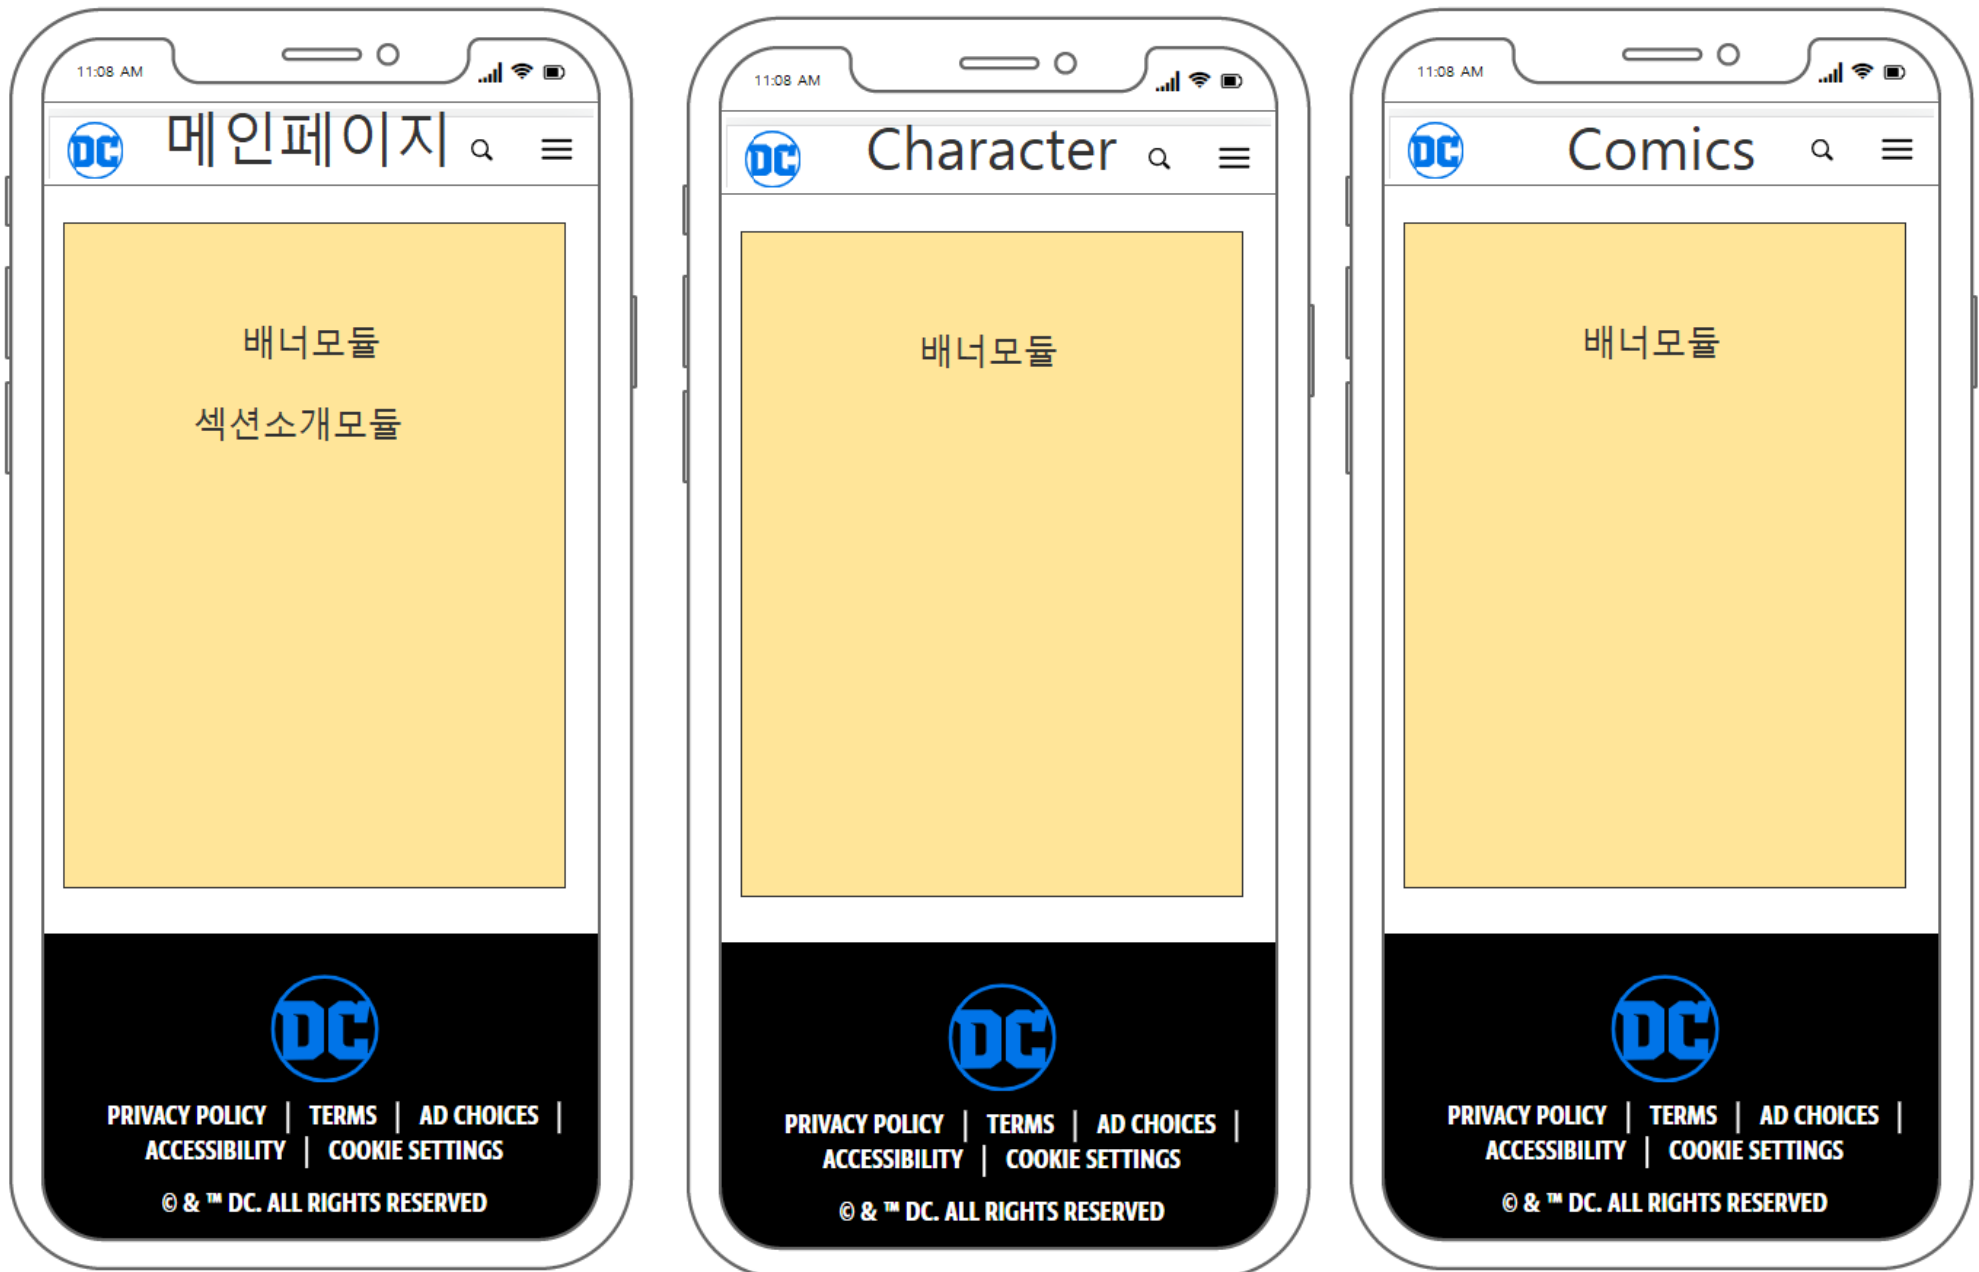 11:08 AM
DC
메인페이지
배너모듈
섹션소개모듈
DC
PRIVACY POLICY | TERMS | AD CHOICES |
ACCESSIBILITY | COOKIE SETTINGS
© & ™ DC. ALL RIGHTS RESERVED
11:08 AM
DC
Character
배너모듈
DC
PRIVACY POLICY | TERMS | AD CHOICES |
ACCESSIBILITY | COOKIE SETTINGS
© & ™ DC. ALL RIGHTS RESERVED
11:08 AM
DC
Comics
배너모듈
DC
PRIVACY POLICY | TERMS | AD CHOICES |
ACCESSIBILITY | COOKIE SETTINGS
© & ™ DC. ALL RIGHTS RESERVED